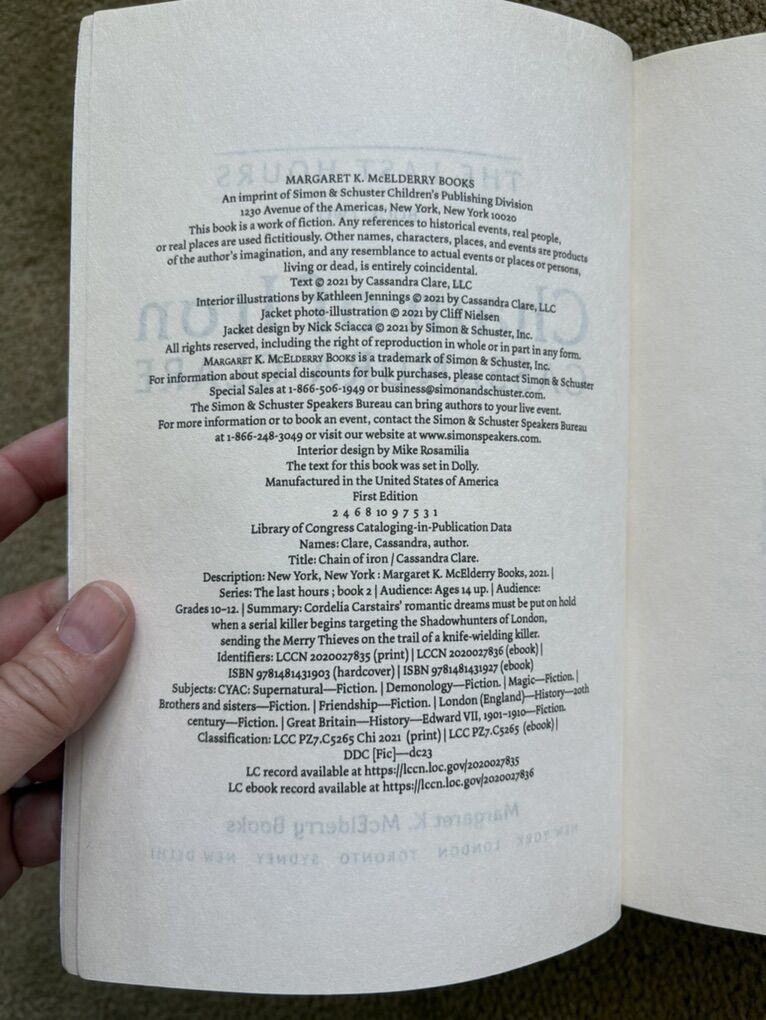 MARGARET K. McELDERRY BOOKS
An imprint of Simon & Schuster Children's Publishing Division
1230 Avenue of the Americas, New York, New York 10020
This book is a work of fiction. Any references to historical events, real people,
or real places are used fictitiously. Other names, characters, places, and events are products
of the author's imagination, and any resemblance to actual events or places or persons,
living or dead, is entirely coincidental.
Text © 2021 by Cassandra Clare, LLC
Interior illustrations by Kathleen Jennings © 2021 by Cassandra Clare, LLC
Jacket photo-illustration © 2021 by Cliff Nielsen
Jacket design by Nick Sciacca © 2021 by Simon & Schuster, Inc.
All rights reserved, including the right of reproduction in whole or in part in any form.
MARGARET K. McELDERRY BOOKS is a trademark of Simon & Schuster, Inc.
For information about special discounts for bulk purchases, please contact Simon & Schuster
Special Sales at 1-866-506-1949 or business@simonandschuster.com.
The Simon & Schuster Speakers Bureau can bring authors to your live event.
For more information or to book an event, contact the Simon & Schuster Speakers Bureau
at 1-866-248-3049 or visit our website at www.simonspeakers.com.
Interior design by Mike Rosamilia
The text for this book was set in Dolly.
Manufactured in the United States of America
First Edition
2 4 6 8 10 9 7 5 3 1
Library of Congress Cataloging-in-Publication Data
Names: Clare, Cassandra, author.
Title: Chain of iron / Cassandra Clare.
Description: New York, New York : Margaret K. McElderry Books, 2021. |
Series: The last hours ; book 2 | Audience: Ages 14 up. | Audience:
Grades 10–12. | Summary: Cordelia Carstairs' romantic dreams must be put on hold
when a serial killer begins targeting the Shadowhunters of London,
sending the Merry Thieves on the trail of a knife-wielding killer.
Identifiers: LCCN 2020027835 (print) | LCCN 2020027836 (ebook) |
ISBN 9781481431903 (hardcover) | ISBN 9781481431927 (ebook)
Subjects: CYAC: Supernatural—Fiction. | Demonology—Fiction. | Magic—Fiction. |
Brothers and sisters—Fiction. | Friendship—Fiction. | London (England)—History—20th
century—Fiction. | Great Britain—History—Edward VII, 1901–1910—Fiction.
Classification: LCC PZ7.C5265 Chi 2021 (print) | LCC PZ7.C5265 (ebook) |
DDC [Fic]—dc23
LC record available at https://lccn.loc.gov/2020027835
LC ebook record available at https://lccn.loc.gov/2020027836